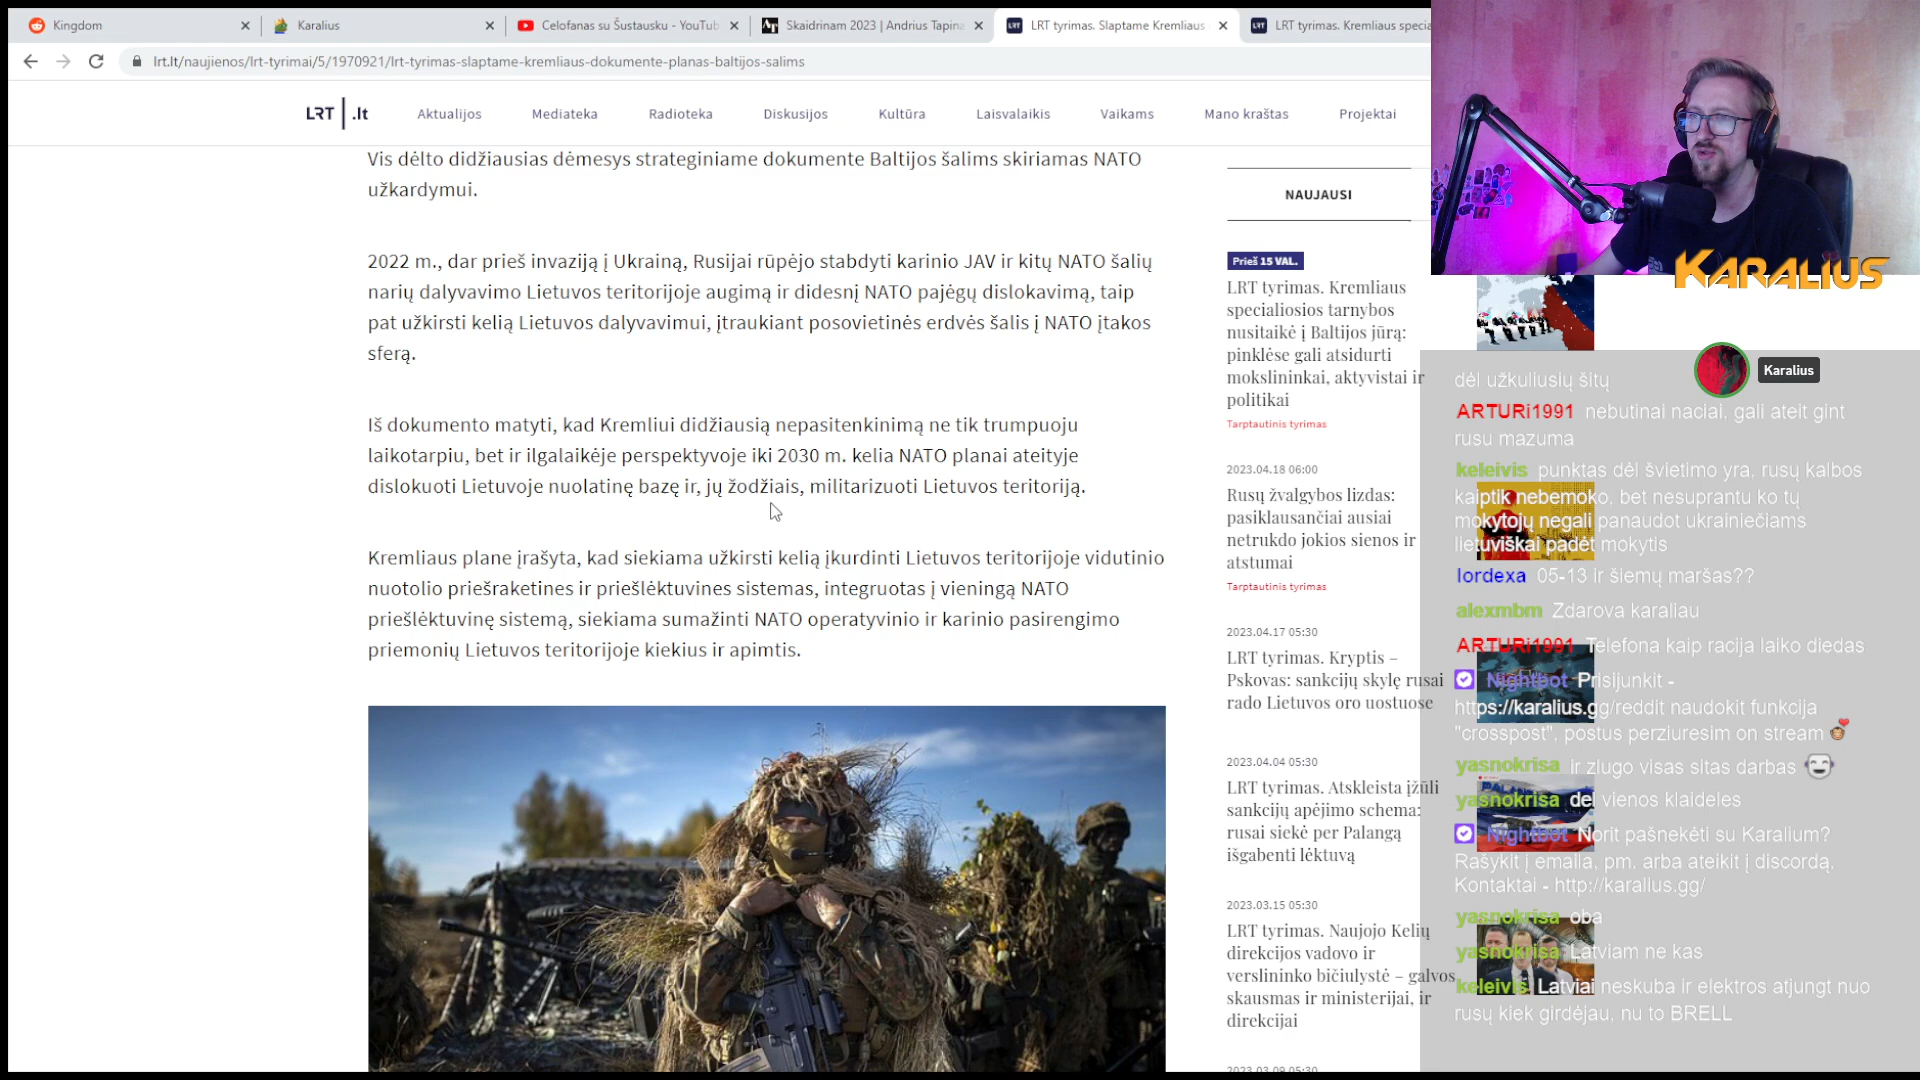 Kingdom
Karalius
Celofanas su Šustausku - YouTub
Skaidrinam 2023 | Andrius Tapina
LRT tyrimas. Slaptame Kremliaus
LRT tyrimas. Kremliaus specia
lrt.lt/naujienos/lrt-tyrimai/5/1970921/lrt-tyrimas-slaptame-kremliaus-dokumente-planas-baltijos-salims
LRT .lt
Aktualijos
Mediateka
Radioteka
Diskusijos
Kultūra
Laisvalaikis
Vaikams
Mano kraštas
Projektai
Vis dėlto didžiausias dėmesys strateginiame dokumente Baltijos šalims skiriamas NATO
užkardymui.
2022 m., dar prieš invaziją į Ukrainą, Rusijai rūpėjo stabdyti karinio JAV ir kitų NATO šalių
narių dalyvavimo Lietuvos teritorijoje augimą ir didesnį NATO pajėgų dislokavimą, taip
pat užkirsti kelią Lietuvos dalyvavimui, įtraukiant posovietinės erdvės šalis į NATO įtakos
sferą.
Iš dokumento matyti, kad Kremliui didžiausią nepasitenkinimą ne tik trumpuoju
laikotarpiu, bet ir ilgalaikėje perspektyvoje iki 2030 m. kelia NATO planai ateityje
dislokuoti Lietuvoje nuolatinę bazę ir, jų žodžiais, militarizuoti Lietuvos teritoriją.
Kremliaus plane įrašyta, kad siekiama užkirsti kelią įkurdinti Lietuvos teritorijoje vidutinio
nuotolio priešraketines ir priešlėktuvines sistemas, integruotas į vieningą NATO
priešlėktuvinę sistemą, siekiama sumažinti NATO operatyvinio ir karinio pasirengimo
priemonių Lietuvos teritorijoje kiekius ir apimtis.
NAUJAUSI
Prieš 15 VAL.
LRT tyrimas. Kremliaus
specialiosios tarnybos
nusitaikė į Baltijos jūrą:
pinklėse gali atsidurti
mokslininkai, aktyvistai ir
politikai
Tarptautinis tyrimas
2023.04.18 06:00
Rusų žvalgybos lizdas:
pasiklausančiai ausiai
netrukdo jokios sienos ir
atstumai
Tarptautinis tyrimas
2023.04.17 05:30
LRT tyrimas. Kryptis –
Pskovas: sankcijų skylę rusai
rado Lietuvos oro uostuose
2023.04.04 05:30
LRT tyrimas. Atskleista įžūli
sankcijų apėjimo schema:
rusai siekė per Palangą
išgabenti lėktuvą
2023.03.15 05:30
LRT tyrimas. Naujojo Kelių
direkcijos vadovo ir
verslininko bičiulystė – galvos
skausmas ir ministerijai, ir
direkcijai
2023.03.09 05:30
KARALIUS
Karalius
dėl užkuliusių šitų
ARTURi1991 nebutinai naciai, gali ateit gint
rusu mazuma
keleivis punktas dėl švietimo yra. rusų kalbos
kaiptik nebemoko, bet nesuprantu ko tų
mokytojų negali panaudot ukrainiečiams
lietuviškai padėt mokytis
lordexa 05-13 ir šiemų maršas??
alexmbm Zdarova karaliau
ARTURi1991 Telefona kaip racija laiko diedas
Nightbot Prisijunkit -
https://karalius.gg/reddit naudokit funkcija
"crosspost", postus perziuresim on stream
yasnokrisa ir zlugo visas sitas darbas
yasnokrisa del vienos klaideles
Nightbot Norit pašnekėti su Karalium?
Rašykit į emaila, pm. arba ateikit į discordą,
Kontaktai - http://karalius.gg/
yasnokrisa oba
yasnokrisa Latviam ne kas
keleivis Latviai neskuba ir elektros atjungt nuo
rusų kiek girdėjau, nu to BRELL